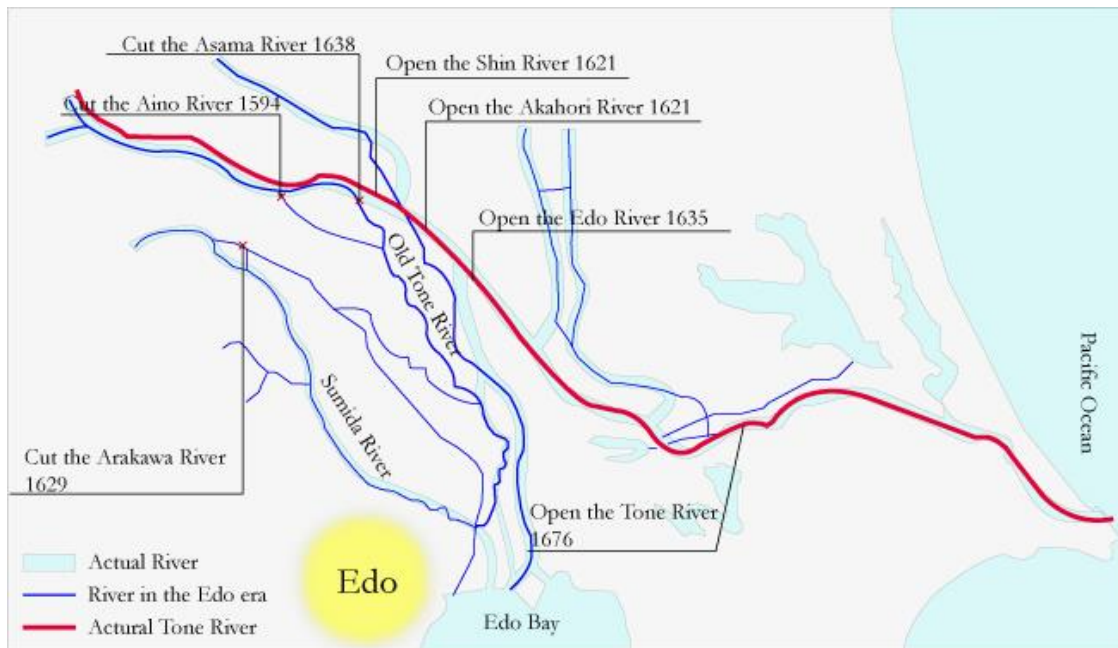 Cut the Asama River 1638
Open the Shin River 1621
Cut the Aino River 1594
Open the Akahori River 1621
Open the Edo River 1635
Old Tone River
Pacific Ocean
Sumida River
Cut the Arakawa River
1629
Open the Tone River
1676
Actual River
River in the Edo era
Actural Tone River
Edo
Edo Bay